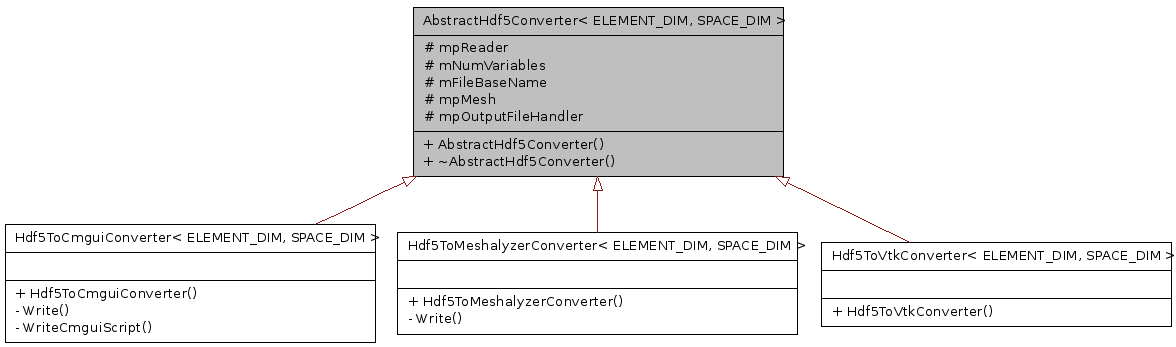 AbstractHdf5Converter< ELEMENT_DIM, SPACE_DIM >
# mpReader
# mNumVariables
# mFileBaseName
# mpMesh
# mpOutputFileHandler
+ AbstractHdf5Converter()
+ ~AbstractHdf5Converter()
Hdf5ToCmguiConverter< ELEMENT_DIM, SPACE_DIM >
+ Hdf5ToCmguiConverter()
- Write()
- WriteCmguiScript()
Hdf5ToMeshalyzerConverter< ELEMENT_DIM, SPACE_DIM >
+ Hdf5ToMeshalyzerConverter()
- Write()
Hdf5ToVtkConverter< ELEMENT_DIM, SPACE_DIM >
+ Hdf5ToVtkConverter()